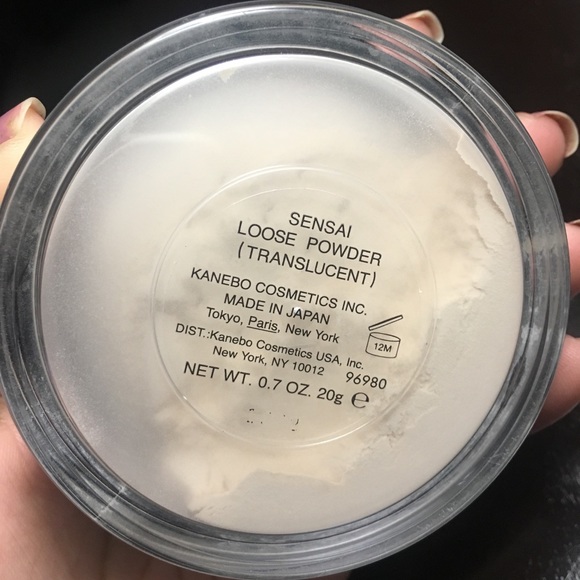 SENSAI
LOOSE POWDER
(TRANSLUCENT)
KANEBO COSMETICS INC.
MADE IN JAPAN
Tokyo, Paris, New York
DIST.:Kanebo Cosmetics USA, Inc.
New York, NY 10012
96980
12M
NET WT. 0.7 OZ. 20g ℮